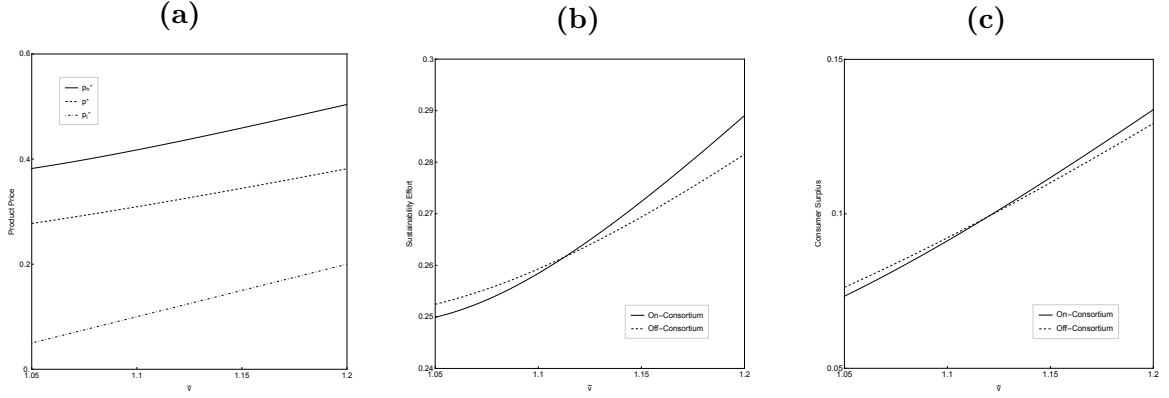 (a)
0.6
0.4
0.2
0
Product Price
p_h*
p*
p_l*
1.05
1.1
1.15
1.2
v̄
(b)
0.3
0.29
0.28
0.27
0.26
0.25
0.24
Sustainability Effort
On−Consortium
Off−Consortium
1.05
1.1
1.15
1.2
v̄
(c)
0.15
0.1
0.05
Consumer Surplus
On−Consortium
Off−Consortium
1.05
1.1
1.15
1.2
v̄